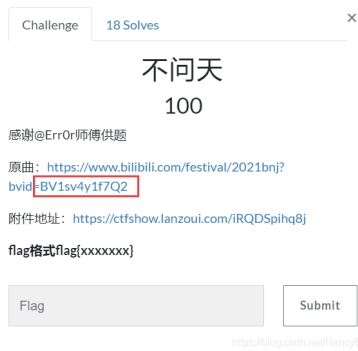 Challenge 18 Solves ×
不问天
100
感谢@Err0r师傅供题
原曲：https://www.bilibili.com/festival/2021bnj?
bvid=BV1sv4y1f7Q2
附件地址：https://ctfshow.lanzoui.com/iRQDSpihq8j
flag格式flag{xxxxxxx}
Flag Submit